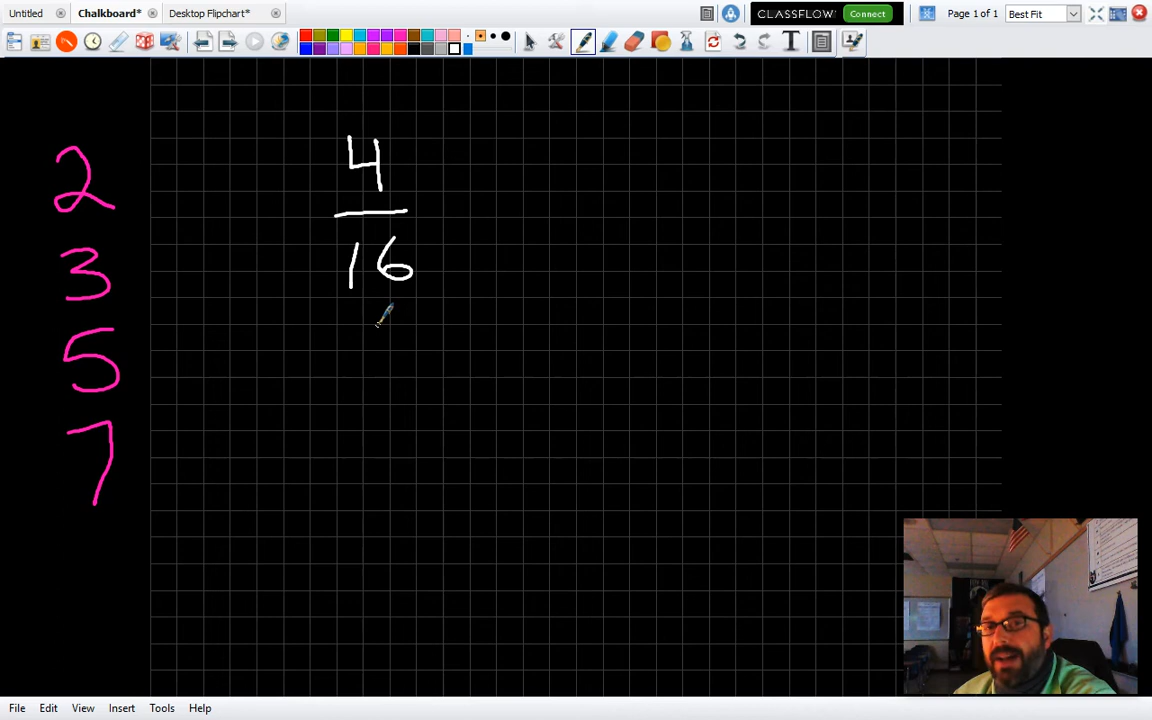 Untitled Chalkboard* Desktop Flipchart* CLASSFLOW Connect Page 1 of 1 Best Fit
T
2
3
5
7
4
16
File Edit View Insert Tools Help